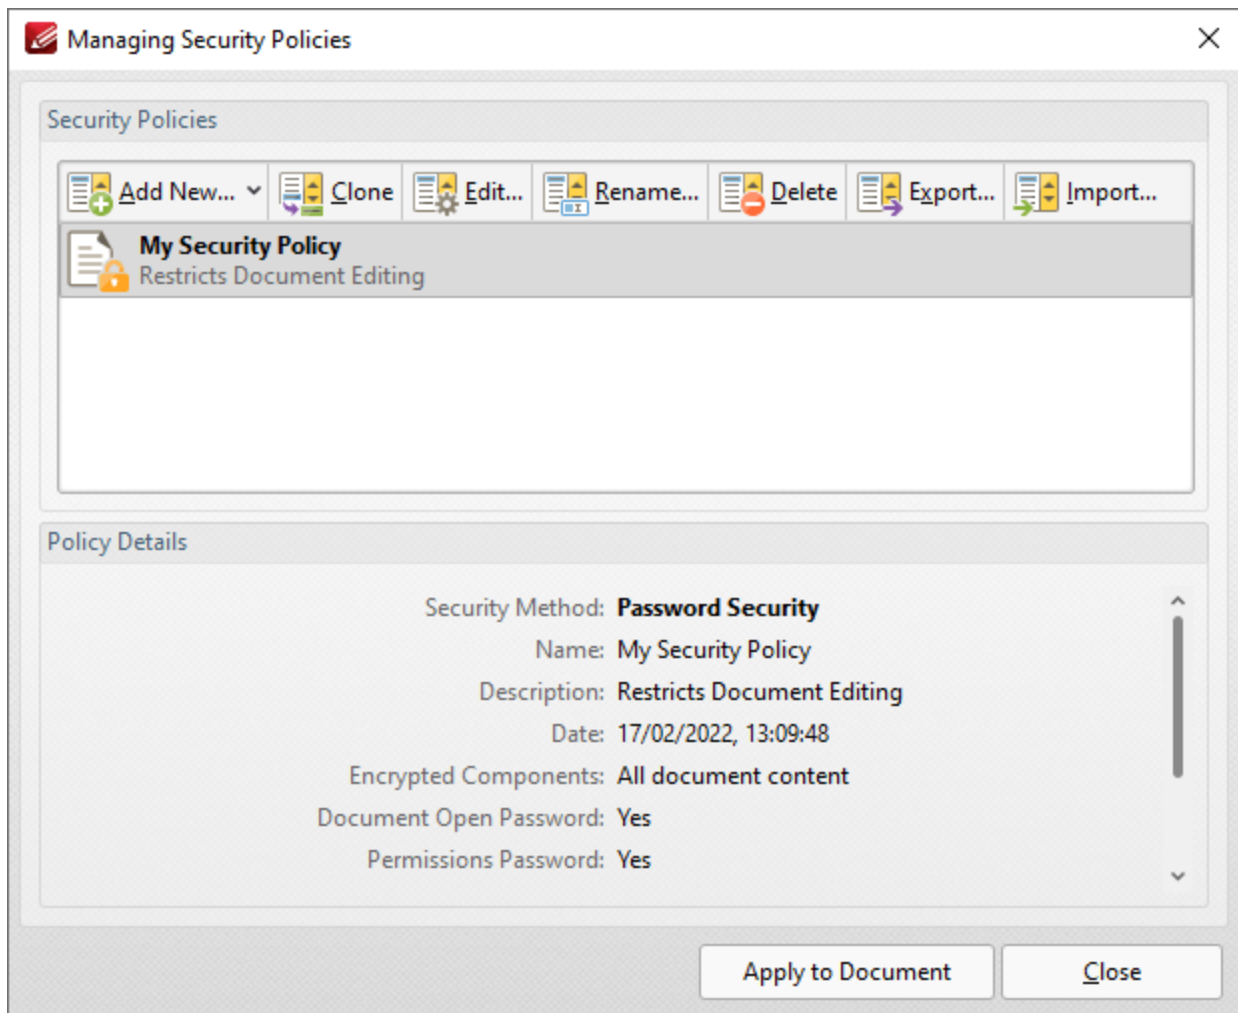 Managing Security Policies
Security Policies
Add New... Clone Edit... Rename... Delete Export... Import...
My Security Policy
Restricts Document Editing
Policy Details
Security Method: Password Security
Name: My Security Policy
Description: Restricts Document Editing
Date: 17/02/2022, 13:09:48
Encrypted Components: All document content
Document Open Password: Yes
Permissions Password: Yes
Apply to Document Close